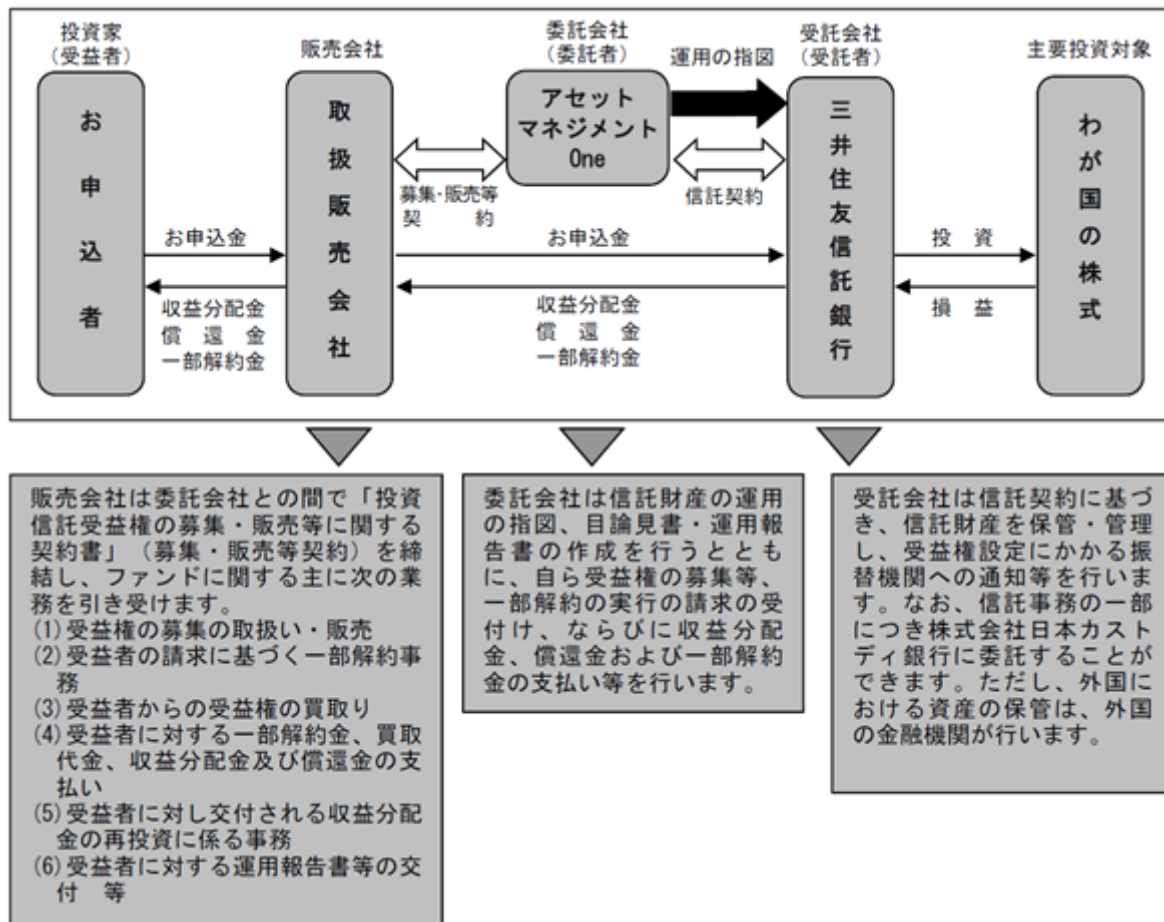 投資家
（受益者）
販売会社
委託会社
（委託者）
運用の指図
受託会社
（受託者）
主要投資対象
お申込者
取扱販売会社
アセット
マネジメント
One
三井住友信託銀行
わが国の株式
募集・販売等
契　約
信託契約
お申込金
お申込金
投　資
収益分配金
償　還　金
一部解約金
収益分配金
償　還　金
一部解約金
損　益
販売会社は委託会社との間で「投資
信託受益権の募集・販売等に関する
契約書」（募集・販売等契約）を締
結し、ファンドに関する主に次の業
務を引き受けます。
(1)受益権の募集の取扱い・販売
(2)受益者の請求に基づく一部解約事
務
(3)受益者からの受益権の買取り
(4)受益者に対する一部解約金、買取
代金、収益分配金及び償還金の支
払い
(5)受益者に対し交付される収益分配
金の再投資に係る事務
(6)受益者に対する運用報告書等の交
付　等
委託会社は信託財産の運用
の指図、目論見書・運用報
告書の作成を行うととも
に、自ら受益権の募集等、
一部解約の実行の請求の受
付け、ならびに収益分配
金、償還金および一部解約
金の支払い等を行います。
受託会社は信託契約に基づ
き、信託財産を保管・管理
し、受益権設定にかかる振
替機関への通知等を行いま
す。なお、信託事務の一部
につき株式会社日本カスト
ディ銀行に委託することが
できます。ただし、外国に
おける資産の保管は、外国
の金融機関が行います。